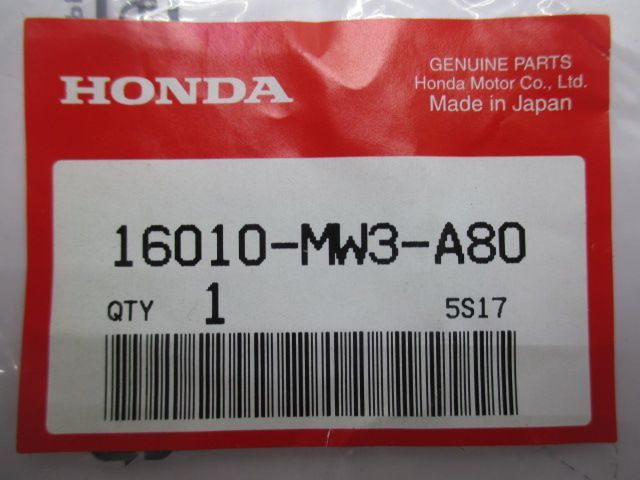 HONDA
GENUINE PARTS
Honda Motor Co., Ltd.
Made in Japan
16010-MW3-A80
QTY 1 5S17